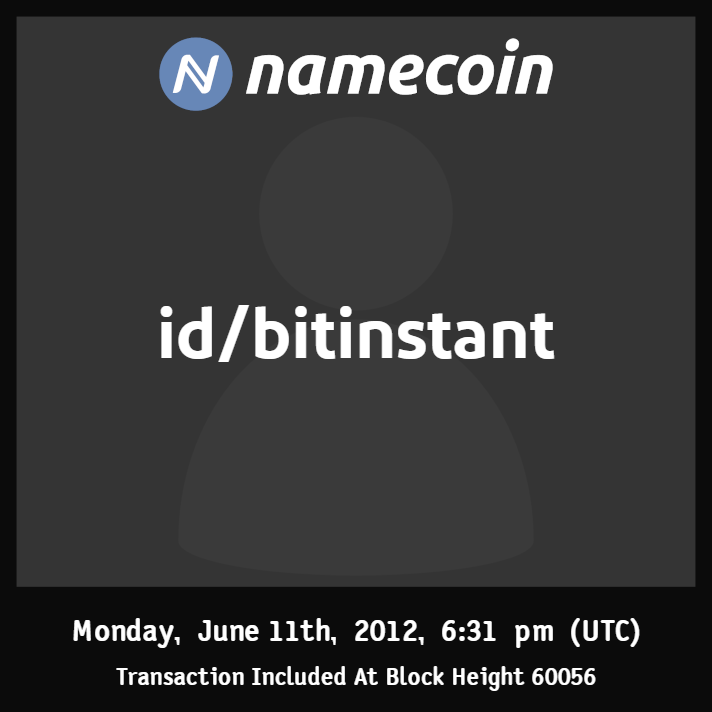 namecoin
id/bitinstant
Monday, June 11th, 2012, 6:31 pm (UTC)
Transaction Included At Block Height 60056